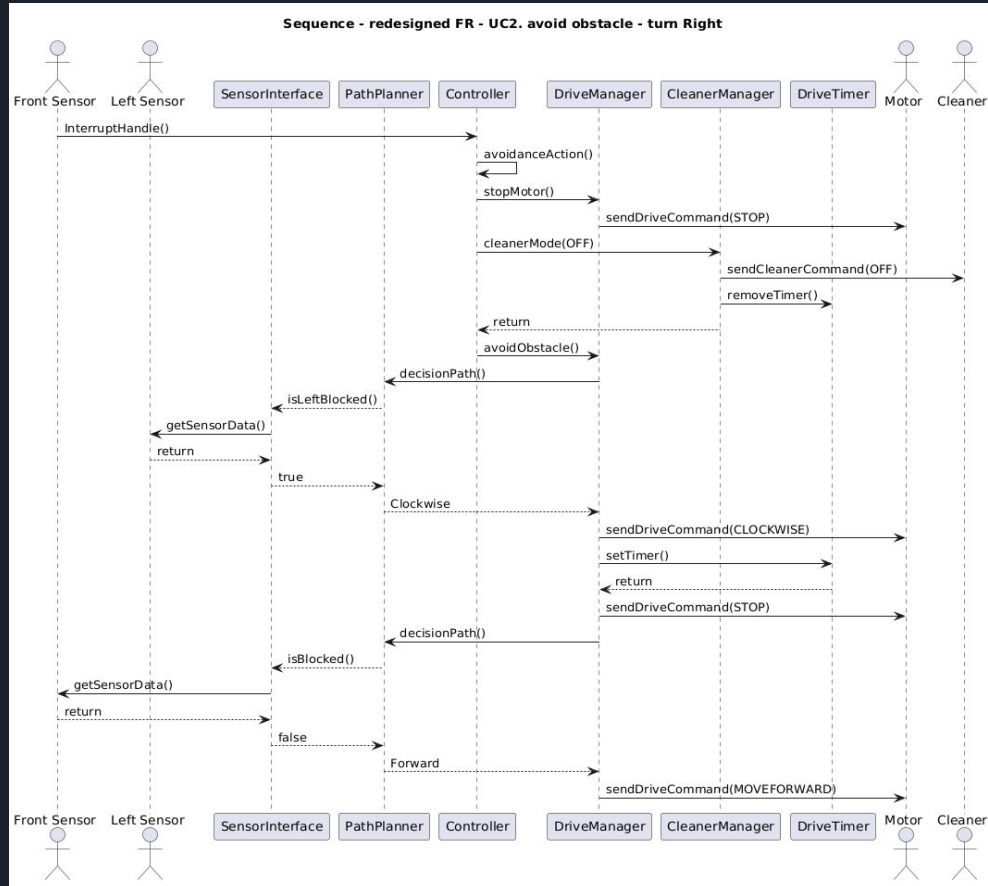 Sequence - redesigned FR - UC2. avoid obstacle - turn Right
Front Sensor Left Sensor SensorInterface PathPlanner Controller DriveManager CleanerManager DriveTimer Motor Cleaner
InterruptHandle()
avoidanceAction()
stopMotor()
sendDriveCommand(STOP)
cleanerMode(OFF)
sendCleanerCommand(OFF)
removeTimer()
return
avoidObstacle()
decisionPath()
isLeftBlocked()
getSensorData()
return
true
Clockwise
sendDriveCommand(CLOCKWISE)
setTimer()
return
sendDriveCommand(STOP)
decisionPath()
isBlocked()
getSensorData()
return
false
Forward
sendDriveCommand(MOVEFORWARD)
Front Sensor Left Sensor SensorInterface PathPlanner Controller DriveManager CleanerManager DriveTimer Motor Cleaner